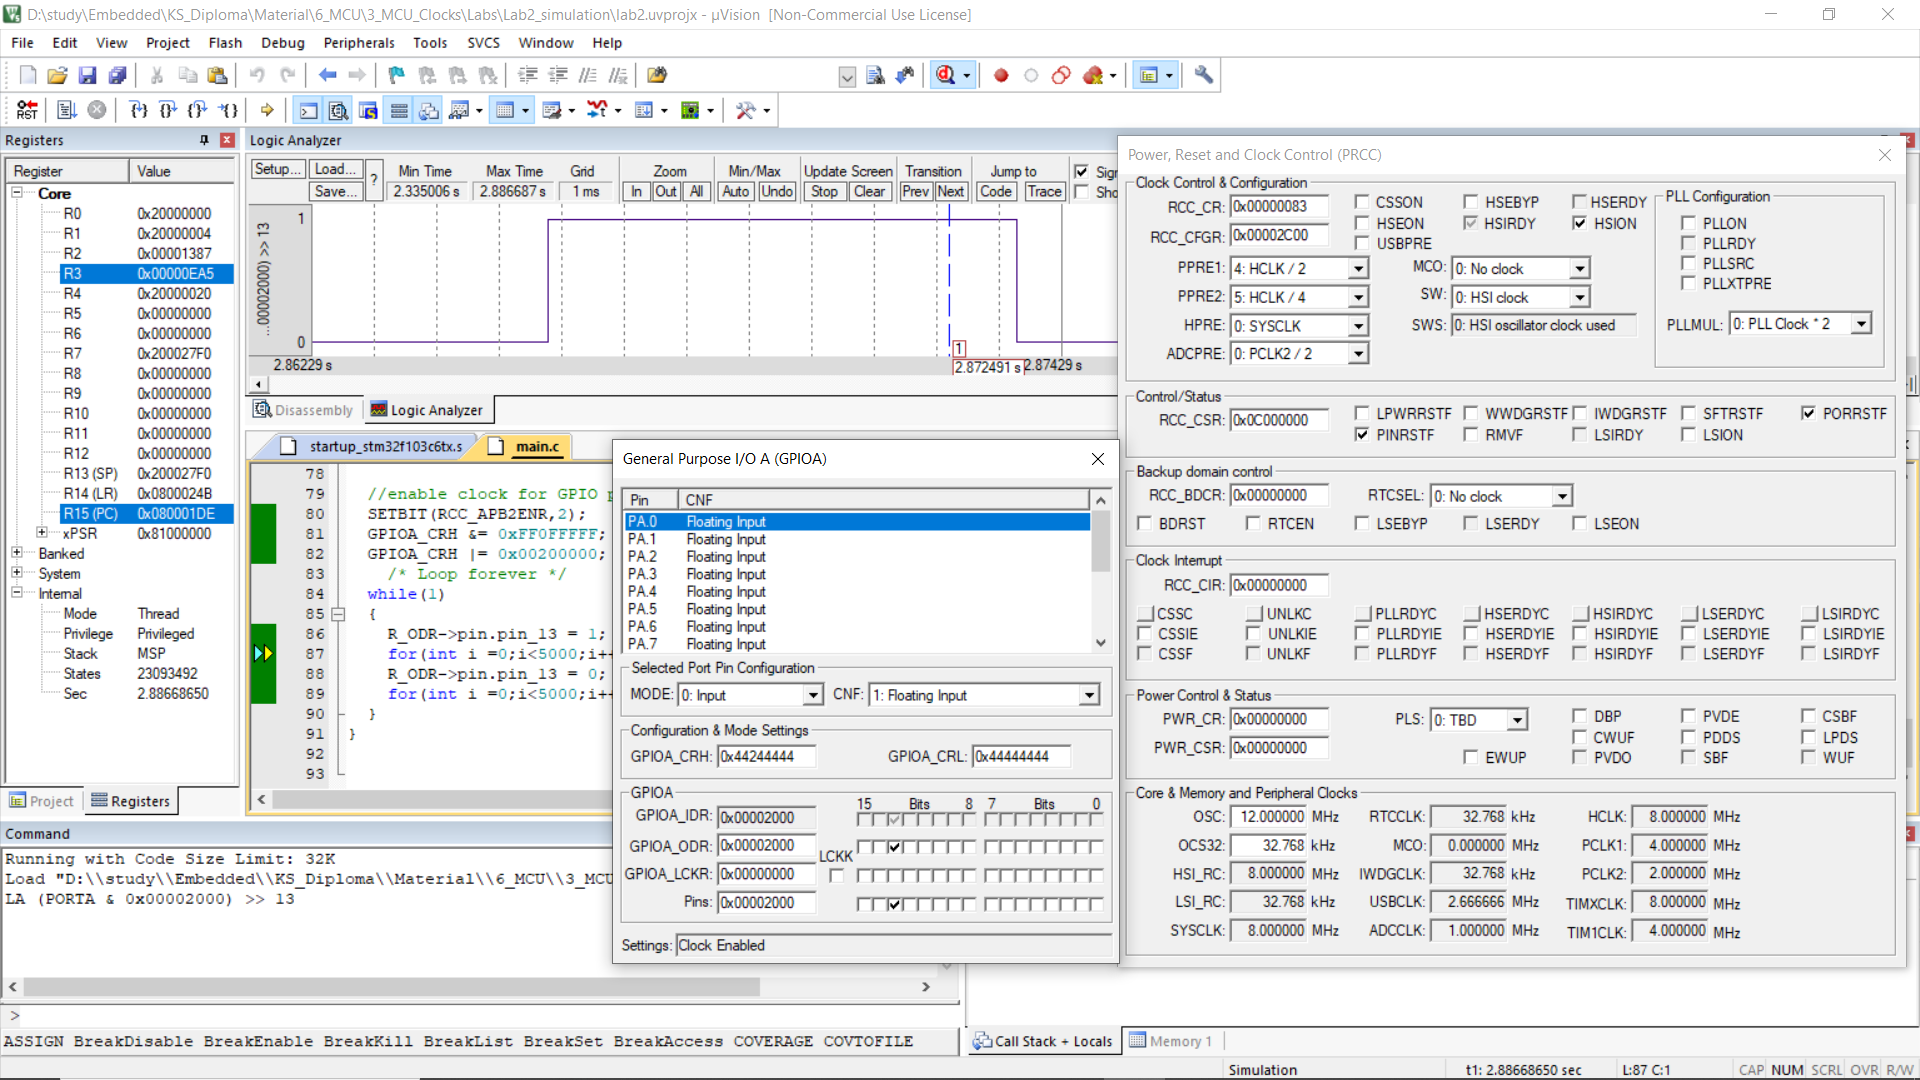 D:\study\Embedded\KS_Diploma\Material\6_MCU\3_MCU_Clocks\Labs\Lab2_simulation\lab2.uvprojx - µVision [Non-Commercial Use License]
File Edit View Project Flash Debug Peripherals Tools SVCS Window Help
Registers
Register Value
Core
R0 0x20000000
R1 0x20000004
R2 0x00001387
R3 0x00000EA5
R4 0x20000020
R5 0x00000000
R6 0x00000000
R7 0x200027F0
R8 0x00000000
R9 0x00000000
R10 0x00000000
R11 0x00000000
R12 0x00000000
R13 (SP) 0x200027F0
R14 (LR) 0x0800024B
R15 (PC) 0x080001DE
xPSR 0x81000000
Banked
System
Internal
Mode Thread
Privilege Privileged
Stack MSP
States 23093492
Sec 2.88668650
Project Registers
Logic Analyzer
Setup... Load... Save... ?
Min Time Max Time Grid Zoom Min/Max Update Screen Transition Jump to
2.335006 s 2.886687 s 1 ms In Out All Auto Undo Stop Clear Prev Next Code Trace
...00002000) >> 13
1
0
1
2.86229 s 2.872491 s 2.87429 s
Disassembly Logic Analyzer
startup_stm32f103c6tx.s main.c
78
79 //enable clock for GPIO
80 SETBIT(RCC_APB2ENR,2);
81 GPIOA_CRH &= 0xFF0FFFFF;
82 GPIOA_CRH |= 0x00200000;
83 /* Loop forever */
84 while(1)
85 {
86 R_ODR->pin.pin_13 = 1;
87 for(int i =0;i<5000;i++
88 R_ODR->pin.pin_13 = 0;
89 for(int i =0;i<5000;i++
90 }
91 }
92
93
General Purpose I/O A (GPIOA)
Pin CNF
PA.0 Floating Input
PA.1 Floating Input
PA.2 Floating Input
PA.3 Floating Input
PA.4 Floating Input
PA.5 Floating Input
PA.6 Floating Input
PA.7 Floating Input
Selected Port Pin Configuration
MODE: 0: Input CNF: 1: Floating Input
Configuration & Mode Settings
GPIOA_CRH: 0x44244444 GPIOA_CRL: 0x44444444
GPIOA
15 Bits 8 7 Bits 0
GPIOA_IDR: 0x00002000
GPIOA_ODR: 0x00002000
LCKK
GPIOA_LCKR: 0x00000000
Pins: 0x00002000
Settings: Clock Enabled
Power, Reset and Clock Control (PRCC)
Clock Control & Configuration
RCC_CR: 0x00000083 CSSON HSEBYP HSERDY
HSEON HSIRDY HSION
RCC_CFGR: 0x00002C00 USBPRE
PPRE1: 4: HCLK / 2 MCO: 0: No clock
PPRE2: 5: HCLK / 4 SW: 0: HSI clock
HPRE: 0: SYSCLK SWS: 0: HSI oscillator clock used
ADCPRE: 0: PCLK2 / 2
PLL Configuration
PLLON
PLLRDY
PLLSRC
PLLXTPRE
PLLMUL: 0: PLL Clock * 2
Control/Status
RCC_CSR: 0x0C000000 LPWRRSTF WWDGRSTF IWDGRSTF SFTRSTF PORRSTF
PINRSTF RMVF LSIRDY LSION
Backup domain control
RCC_BDCR: 0x00000000 RTCSEL: 0: No clock
BDRST RTCEN LSEBYP LSERDY LSEON
Clock Interrupt
RCC_CIR: 0x00000000
CSSC UNLKC PLLRDYC HSERDYC HSIRDYC LSERDYC LSIRDYC
CSSIE UNLKIE PLLRDYIE HSERDYIE HSIRDYIE LSERDYIE LSIRDYIE
CSSF UNLKF PLLRDYF HSERDYF HSIRDYF LSERDYF LSIRDYF
Power Control & Status
PWR_CR: 0x00000000 PLS: 0: TBD DBP PVDE CSBF
CWUF PDDS LPDS
PWR_CSR: 0x00000000 EWUP PVDO SBF WUF
Core & Memory and Peripheral Clocks
OSC: 12.000000 MHz RTCCLK: 32.768 kHz HCLK: 8.000000 MHz
OCS32: 32.768 kHz MCO: 0.000000 MHz PCLK1: 4.000000 MHz
HSI_RC: 8.000000 MHz IWDGCLK: 32.768 kHz PCLK2: 2.000000 MHz
LSI_RC: 32.768 kHz USBCLK: 2.666666 MHz TIMXCLK: 8.000000 MHz
SYSCLK: 8.000000 MHz ADCCLK: 1.000000 MHz TIM1CLK: 4.000000 MHz
Command
Running with Code Size Limit: 32K
Load "D:\\study\\Embedded\\KS_Diploma\\Material\\6_MCU\\3_MCU
LA (PORTA & 0x00002000) >> 13
>
ASSIGN BreakDisable BreakEnable BreakKill BreakList BreakSet BreakAccess COVERAGE COVTOFILE
Call Stack + Locals Memory 1
Simulation t1: 2.88668650 sec L:87 C:1 CAP NUM SCRL OVR R/W